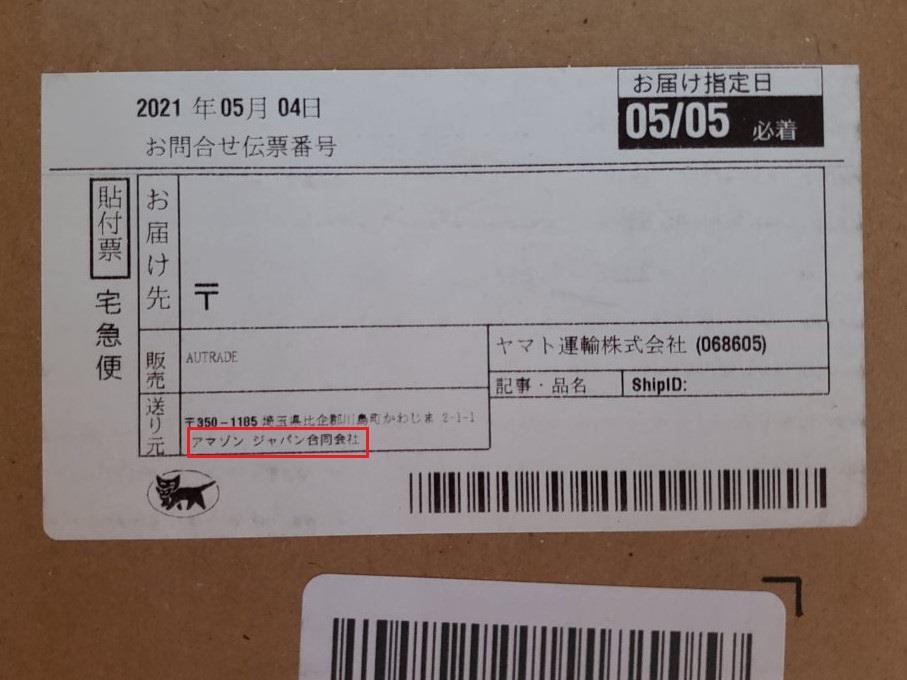 2021 年 05月 04日
お届け指定日
05/05 必着
お問合せ伝票番号
貼付票
宅急便
お届け先
〒
販売
AUTRADE
ヤマト運輸株式会社 (068605)
記事・品名
ShipID:
送り元
〒350-1185 埼玉県比企郡川島町かわじま 2-1-1
アマゾン ジャパン合同会社